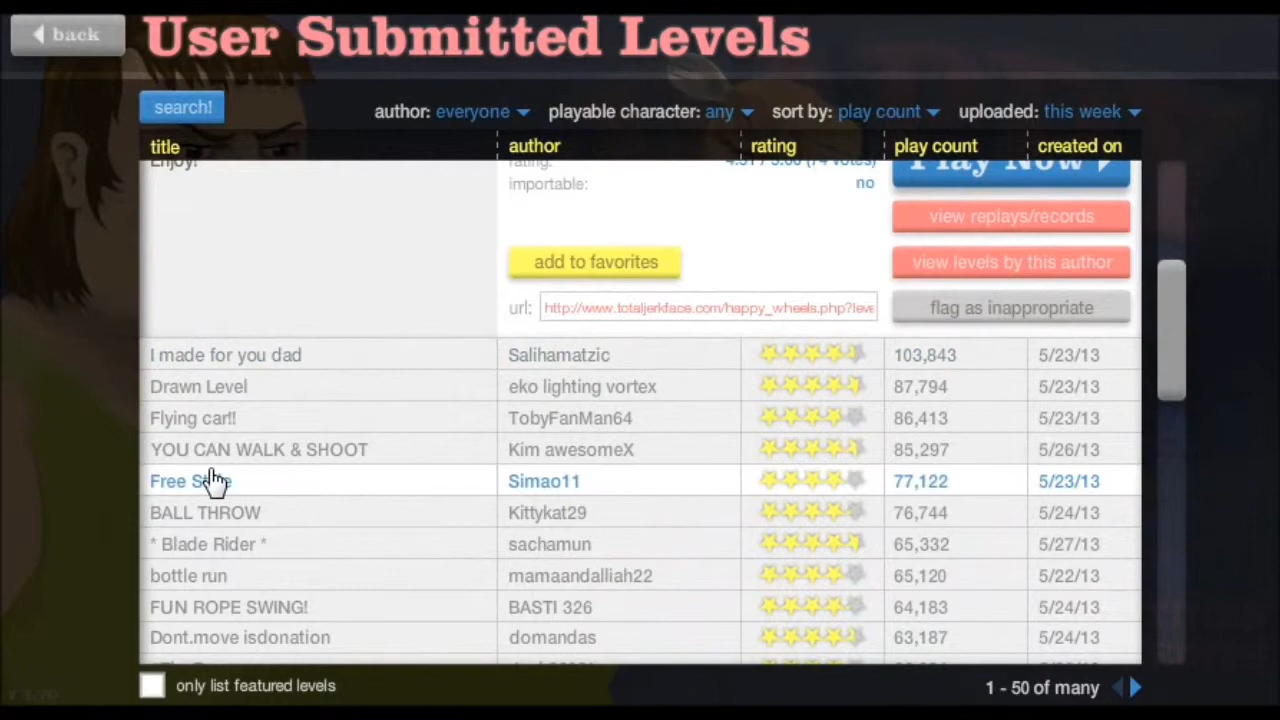 back
User Submitted Levels
search!
author: everyone playable character: any sort by: play count uploaded: this week
title author rating play count created on
Enjoy!
rating: (74 votes)
Play Now
importable: no
view replays/records
add to favorites view levels by this author
url: http://www.totaljerkface.com/happy_wheels.php?leve flag as inappropriate
I made for you dad Salihamatzic 103,843 5/23/13
Drawn Level eko lighting vortex 87,794 5/23/13
Flying car!! TobyFanMan64 86,413 5/23/13
YOU CAN WALK & SHOOT Kim awesomeX 85,297 5/26/13
Free Simao11 77,122 5/23/13
BALL THROW Kittykat29 76,744 5/24/13
* Blade Rider * sachamun 65,332 5/27/13
bottle run mamaandalliah22 65,120 5/22/13
FUN ROPE SWING! BASTI 326 64,183 5/24/13
Dont.move isdonation domandas 63,187 5/24/13
only list featured levels 1 - 50 of many